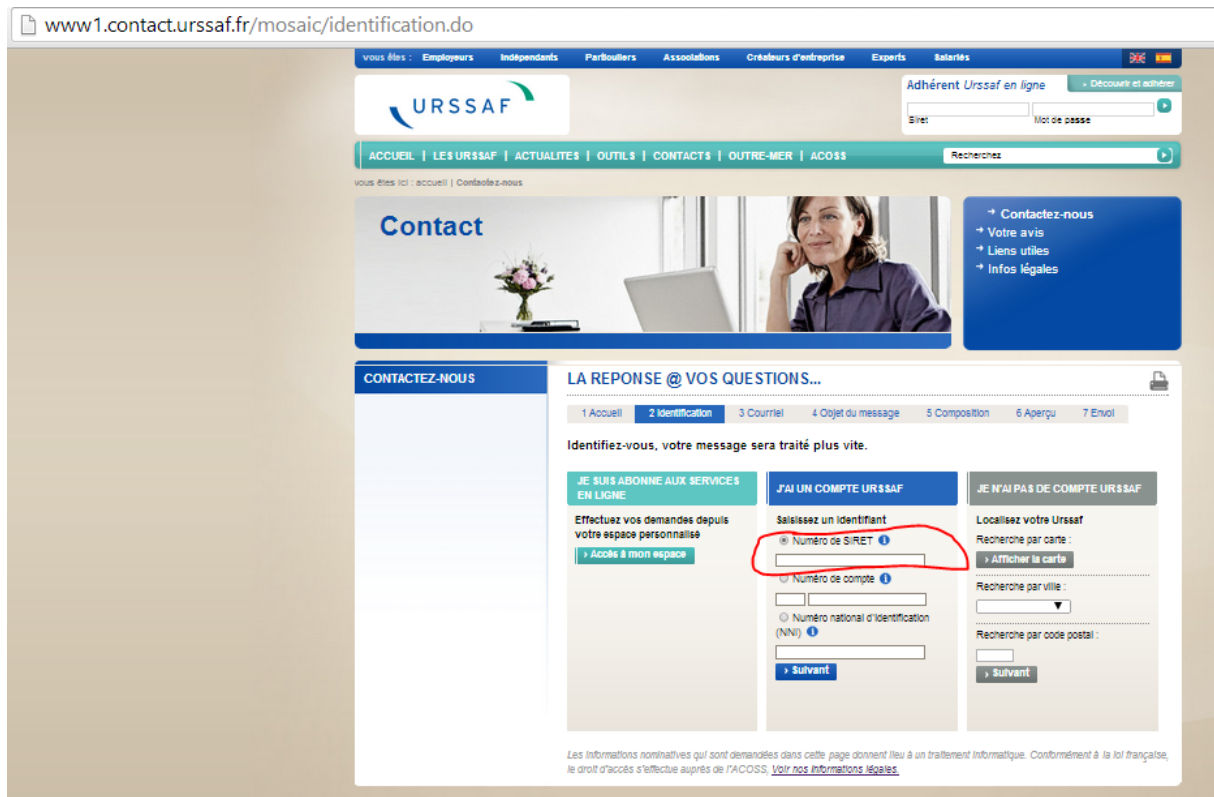 www1.contact.urssaf.fr/mosaic/identification.do
vous êtes : Employeurs Indépendants Particuliers Associations Créateurs d'entreprise Experts Salariés
URSSAF
Adhérent Urssaf en ligne
› Découvrir et adhérer
Siret Mot de passe
ACCUEIL | LES URSSAF | ACTUALITES | OUTILS | CONTACTS | OUTRE-MER | ACOSS
Recherchez
vous êtes ici : accueil | Contactez-nous
Contact
Contactez-nous
Votre avis
Liens utiles
Infos légales
CONTACTEZ-NOUS
LA REPONSE @ VOS QUESTIONS...
1 Accueil 2 Identification 3 Courriel 4 Objet du message 5 Composition 6 Aperçu 7 Envoi
Identifiez-vous, votre message sera traité plus vite.
JE SUIS ABONNE AUX SERVICES
EN LIGNE
Effectuez vos demandes depuis
votre espace personnalisé
› Accès à mon espace
J'AI UN COMPTE URSSAF
Saisissez un identifiant
Numéro de SIRET
Numéro de compte
Numéro national d'identification
(NNI)
› Suivant
JE N'AI PAS DE COMPTE URSSAF
Localisez votre Urssaf
Recherche par carte :
› Afficher la carte
Recherche par ville :
Recherche par code postal :
› Suivant
Les informations nominatives qui sont demandées dans cette page donnent lieu à un traitement informatique. Conformément à la loi française,
le droit d'accès s'effectue auprès de l'ACOSS, Voir nos informations légales.